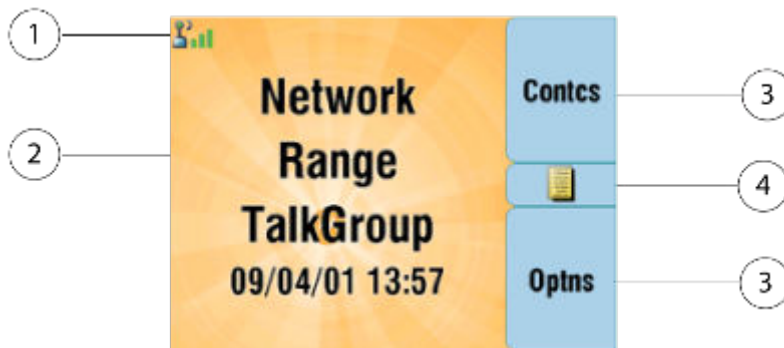 1
2
Network
Range
TalkGroup
09/04/01 13:57
Contcs
3
4
Optns
3